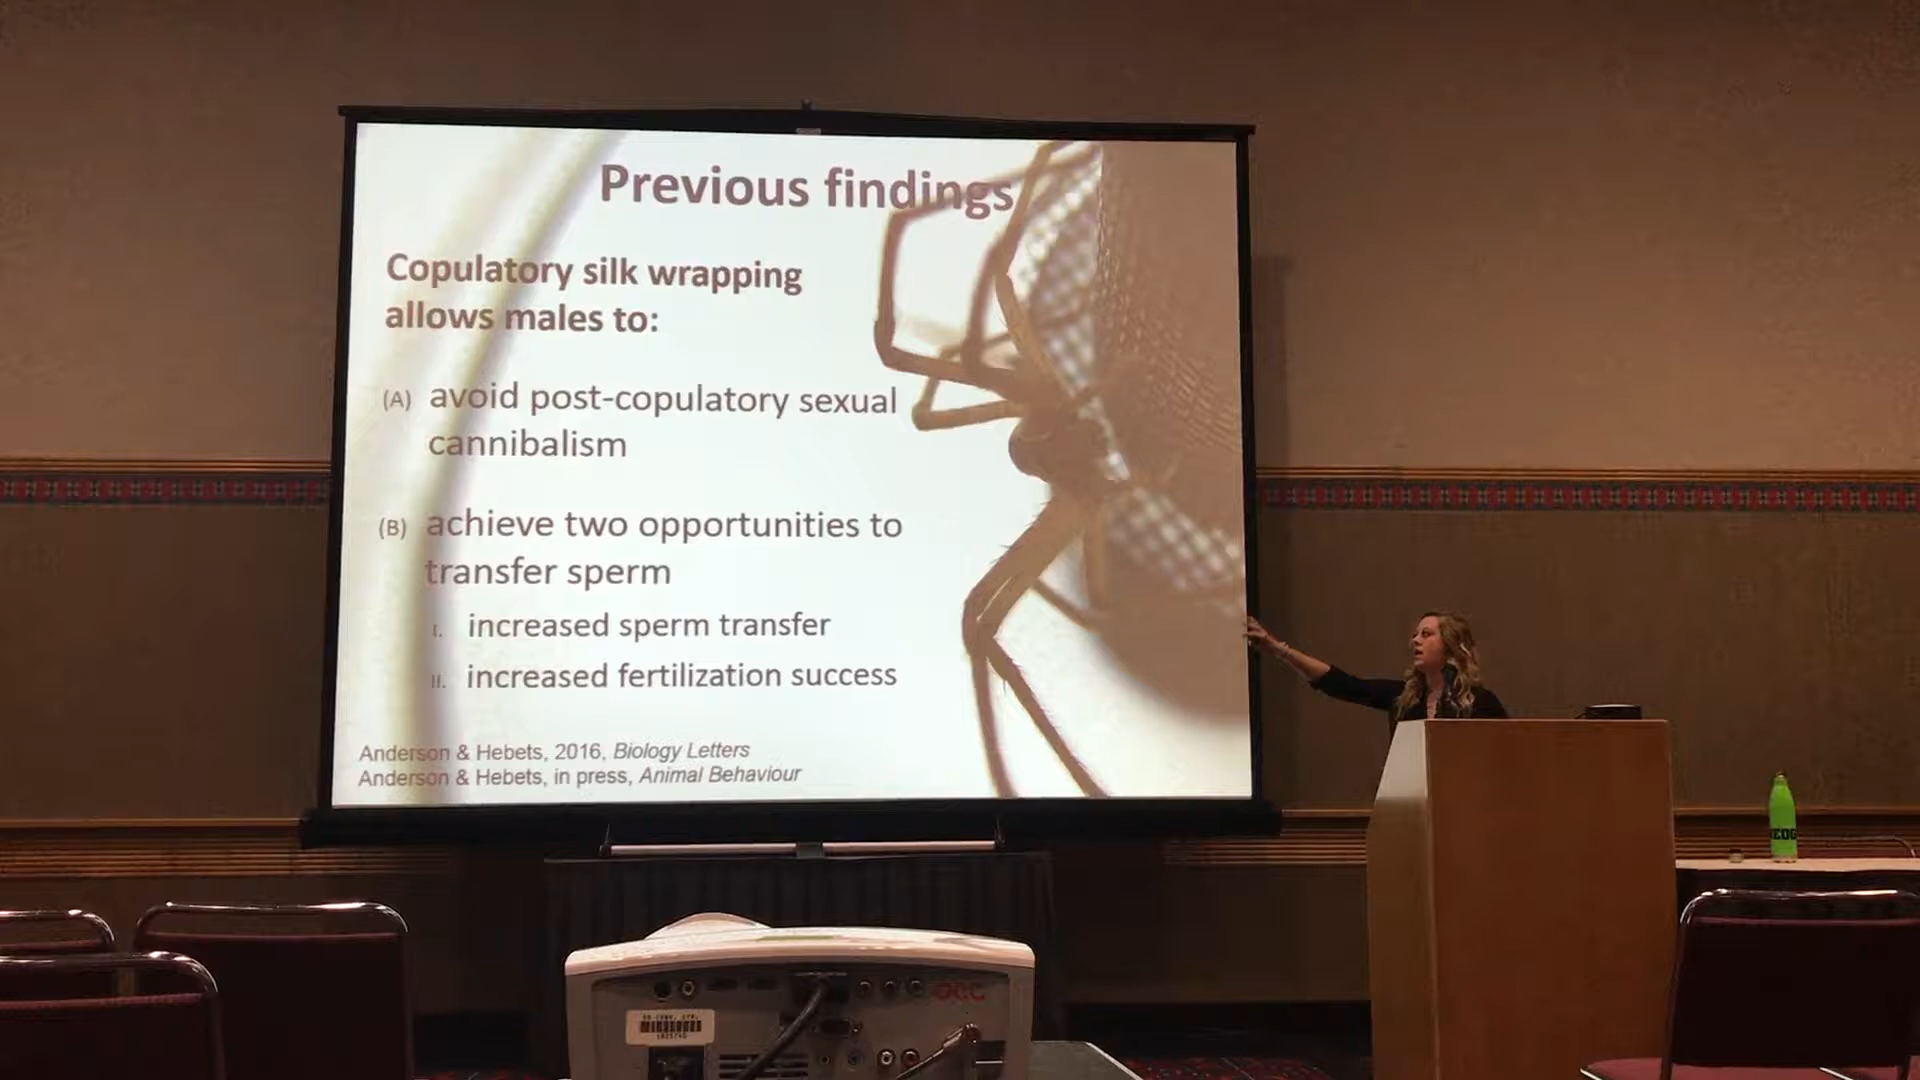 Previous findings
Copulatory silk wrapping
allows males to:
(A) avoid post-copulatory sexual
cannibalism
(B) achieve two opportunities to
transfer sperm
I. increased sperm transfer
II. increased fertilization success
Anderson & Hebets, 2016, Biology Letters
Anderson & Hebets, in press, Animal Behaviour